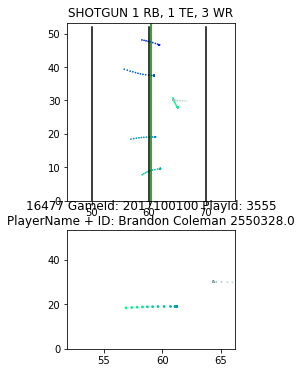 SHOTGUN 1 RB, 1 TE, 3 WR
50
40
30
20
10
0
50 60 70
16477 GameId: 2017100100 PlayId: 3555
PlayerName + ID: Brandon Coleman 2550328.0
40
20
0
55 60 65